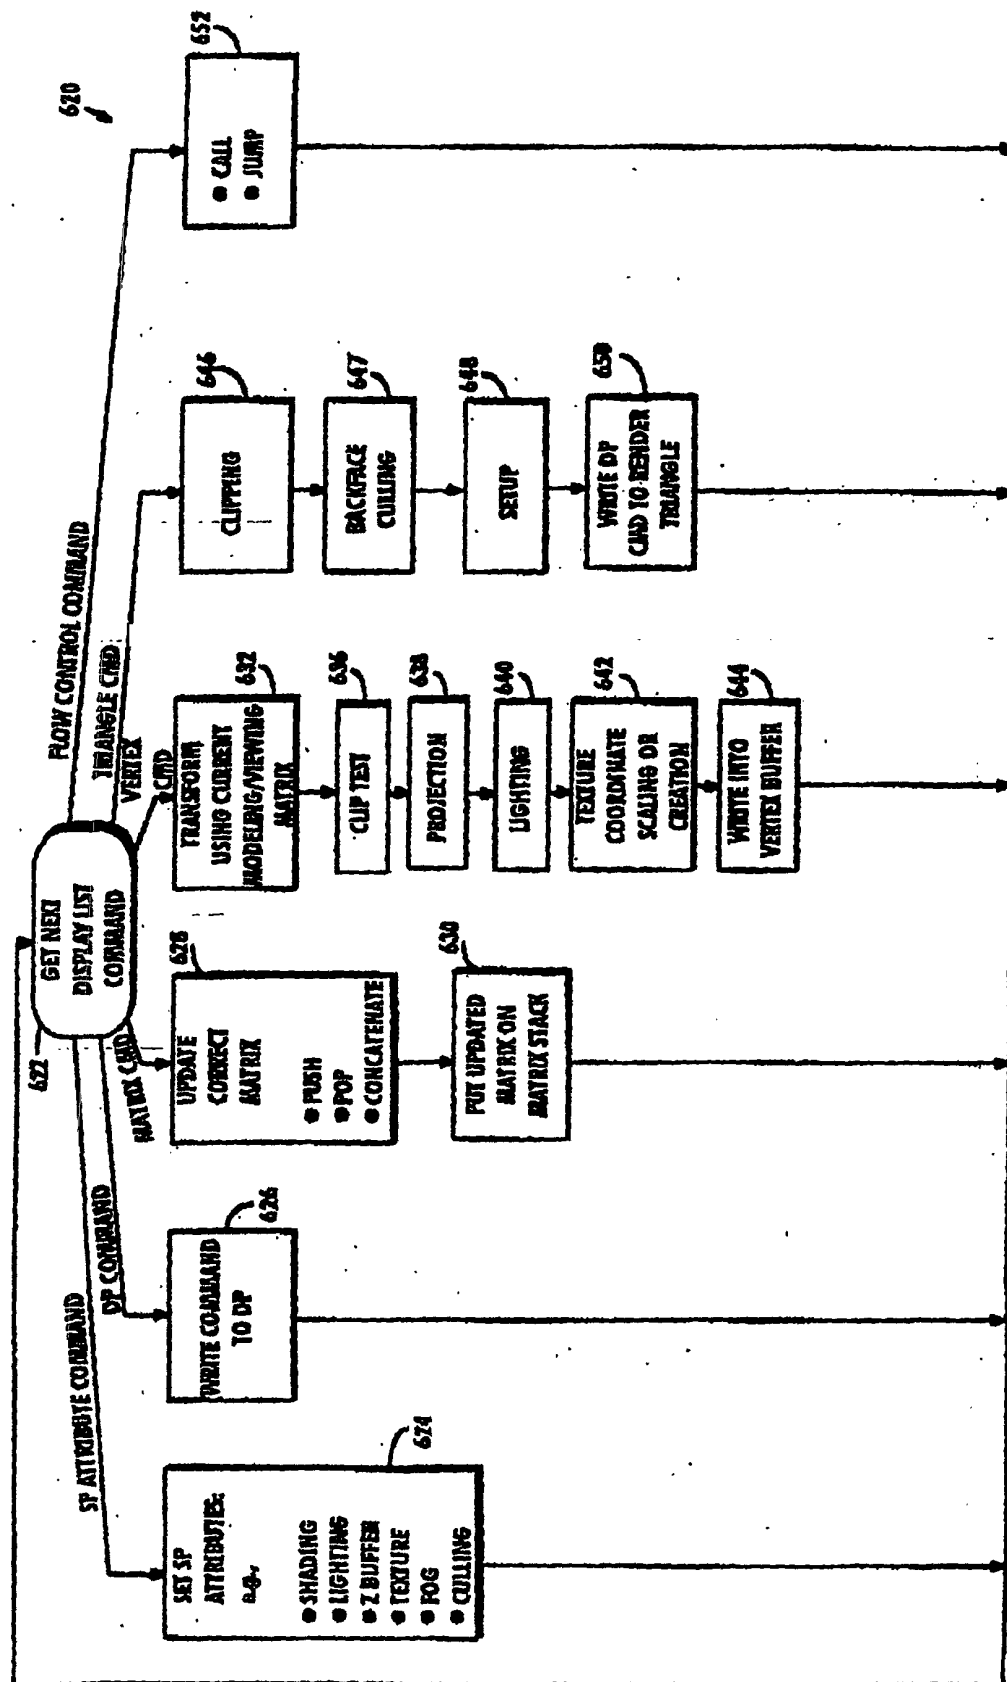 620
GET NEXT
DISPLAY LIST
COMMAND
622
SP ATTRIBUTE COMMAND
DP COMMAND
MATRIX CMD
VERTEX
CMD
TRIANGLE CMD
FLOW CONTROL COMMAND
SET SP
ATTRIBUTES:
e.g.,
● SHADING
● LIGHTING
● Z BUFFER
● TEXTURE
● FOG
● CULLING
624
WRITE COMMAND
TO DP
626
UPDATE
CORRECT
MATRIX
● PUSH
● POP
● CONCATENATE
628
PUT UPDATED
MATRIX ON
MATRIX STACK
630
TRANSFORM
USING CURRENT
MODELING/VIEWING
MATRIX
632
CLIP TEST
636
PROJECTION
638
LIGHTING
640
TEXTURE
COORDINATE
SCALING OR
CREATION
642
WRITE INTO
VERTEX BUFFER
644
CLIPPING
646
BACKFACE
CULLING
647
SETUP
648
WRITE DP
CMD TO RENDER
TRIANGLE
650
● CALL
● JUMP
652